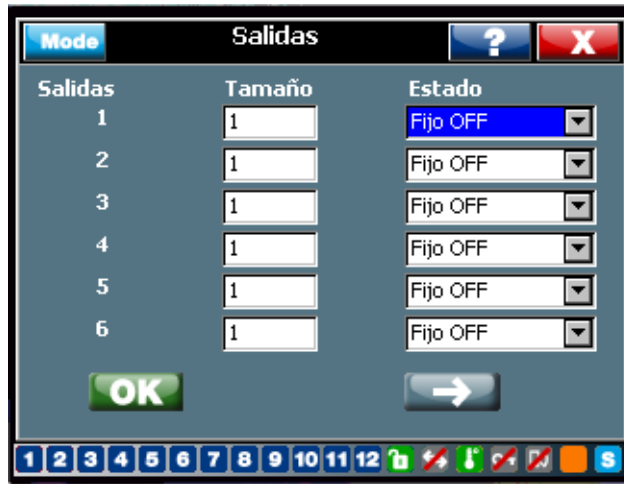 Mode Salidas ? X
Salidas Tamaño Estado
1 1 Fijo OFF
2 1 Fijo OFF
3 1 Fijo OFF
4 1 Fijo OFF
5 1 Fijo OFF
6 1 Fijo OFF
OK
1 2 3 4 5 6 7 8 9 10 11 12 S